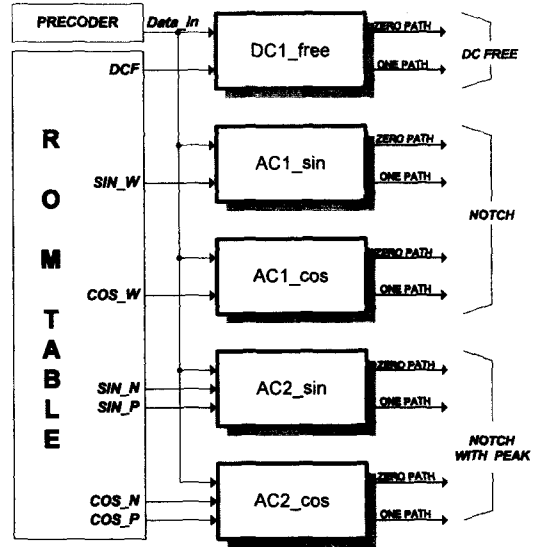 PRECODER
Data_in
DC1_free
ZERO PATH
ONE PATH
DC FREE
DCF
ROM TABLE
AC1_sin
ZERO PATH
ONE PATH
SIN_W
NOTCH
AC1_cos
ZERO PATH
ONE PATH
COS_W
AC2_sin
ZERO PATH
ONE PATH
SIN_N
SIN_P
NOTCH
WITH PEAK
AC2_cos
ZERO PATH
ONE PATH
COS_N
COS_P